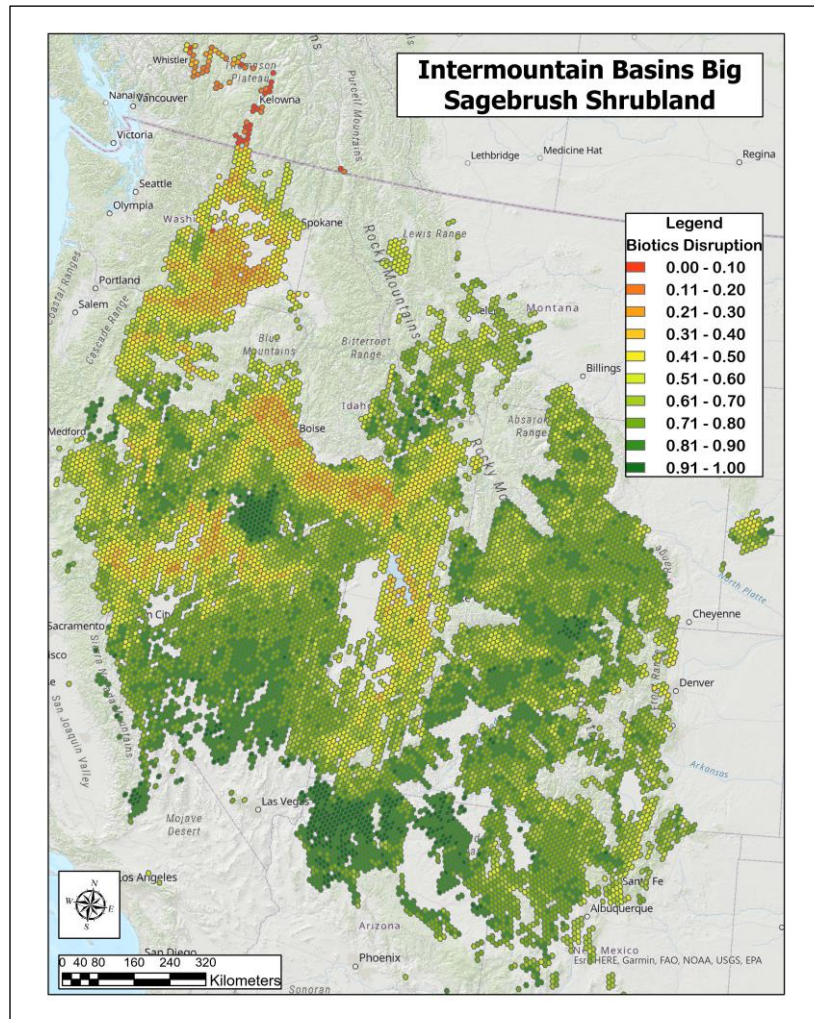 Intermountain Basins Big
Sagebrush Shrubland
Whistler
Thompson
Plateau
Kelowna
Purcell Mountains
Vancouver
Victoria
Lethbridge
Medicine Hat
Regina
Seattle
Olympia
Spokane
Lewis Range
Rocky Mountains
Legend
Biotics Disruption
0.00 - 0.10
0.11 - 0.20
0.21 - 0.30
0.31 - 0.40
0.41 - 0.50
0.51 - 0.60
0.61 - 0.70
0.71 - 0.80
0.81 - 0.90
0.91 - 1.00
Coastal Ranges
Portland
Salem
Cascade Range
Montana
Blue
Mountains
Bitterroot
Range
Billings
Idaho
Medford
Boise
Range
Rocky
North Platte
Cheyenne
Sacramento
Sierra Nevada Mountains
Denver
San Joaquin Valley
Arkansas
Las Vegas
Mojave
Desert
Los Angeles
Santa Fe
Albuquerque
Arizona
New Mexico
San Diego
Phoenix
Sonoran
N
W
E
S
0 40 80 160 240 320
Kilometers
Esri, HERE, Garmin, FAO, NOAA, USGS, EPA